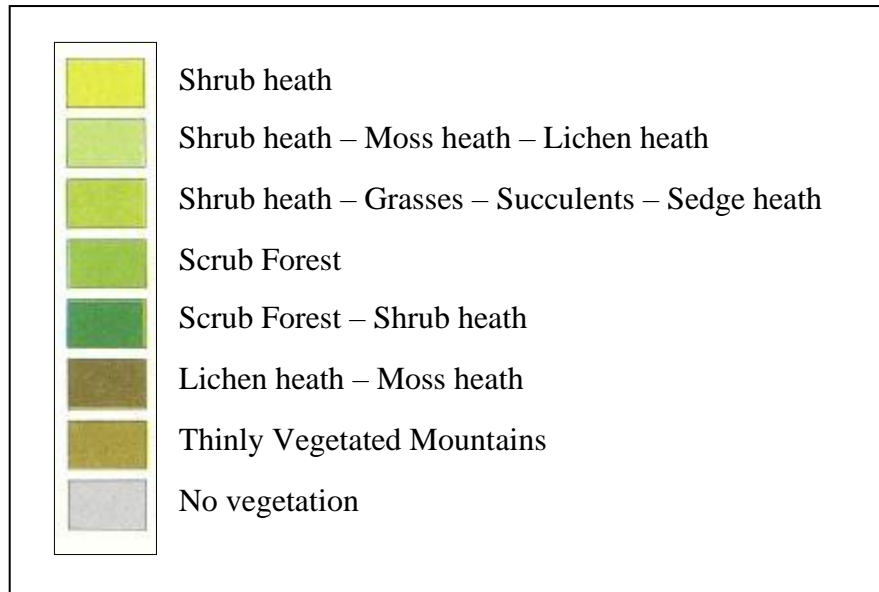 Shrub heath
Shrub heath – Moss heath – Lichen heath
Shrub heath – Grasses – Succulents – Sedge heath
Scrub Forest
Scrub Forest – Shrub heath
Lichen heath – Moss heath
Thinly Vegetated Mountains
No vegetation